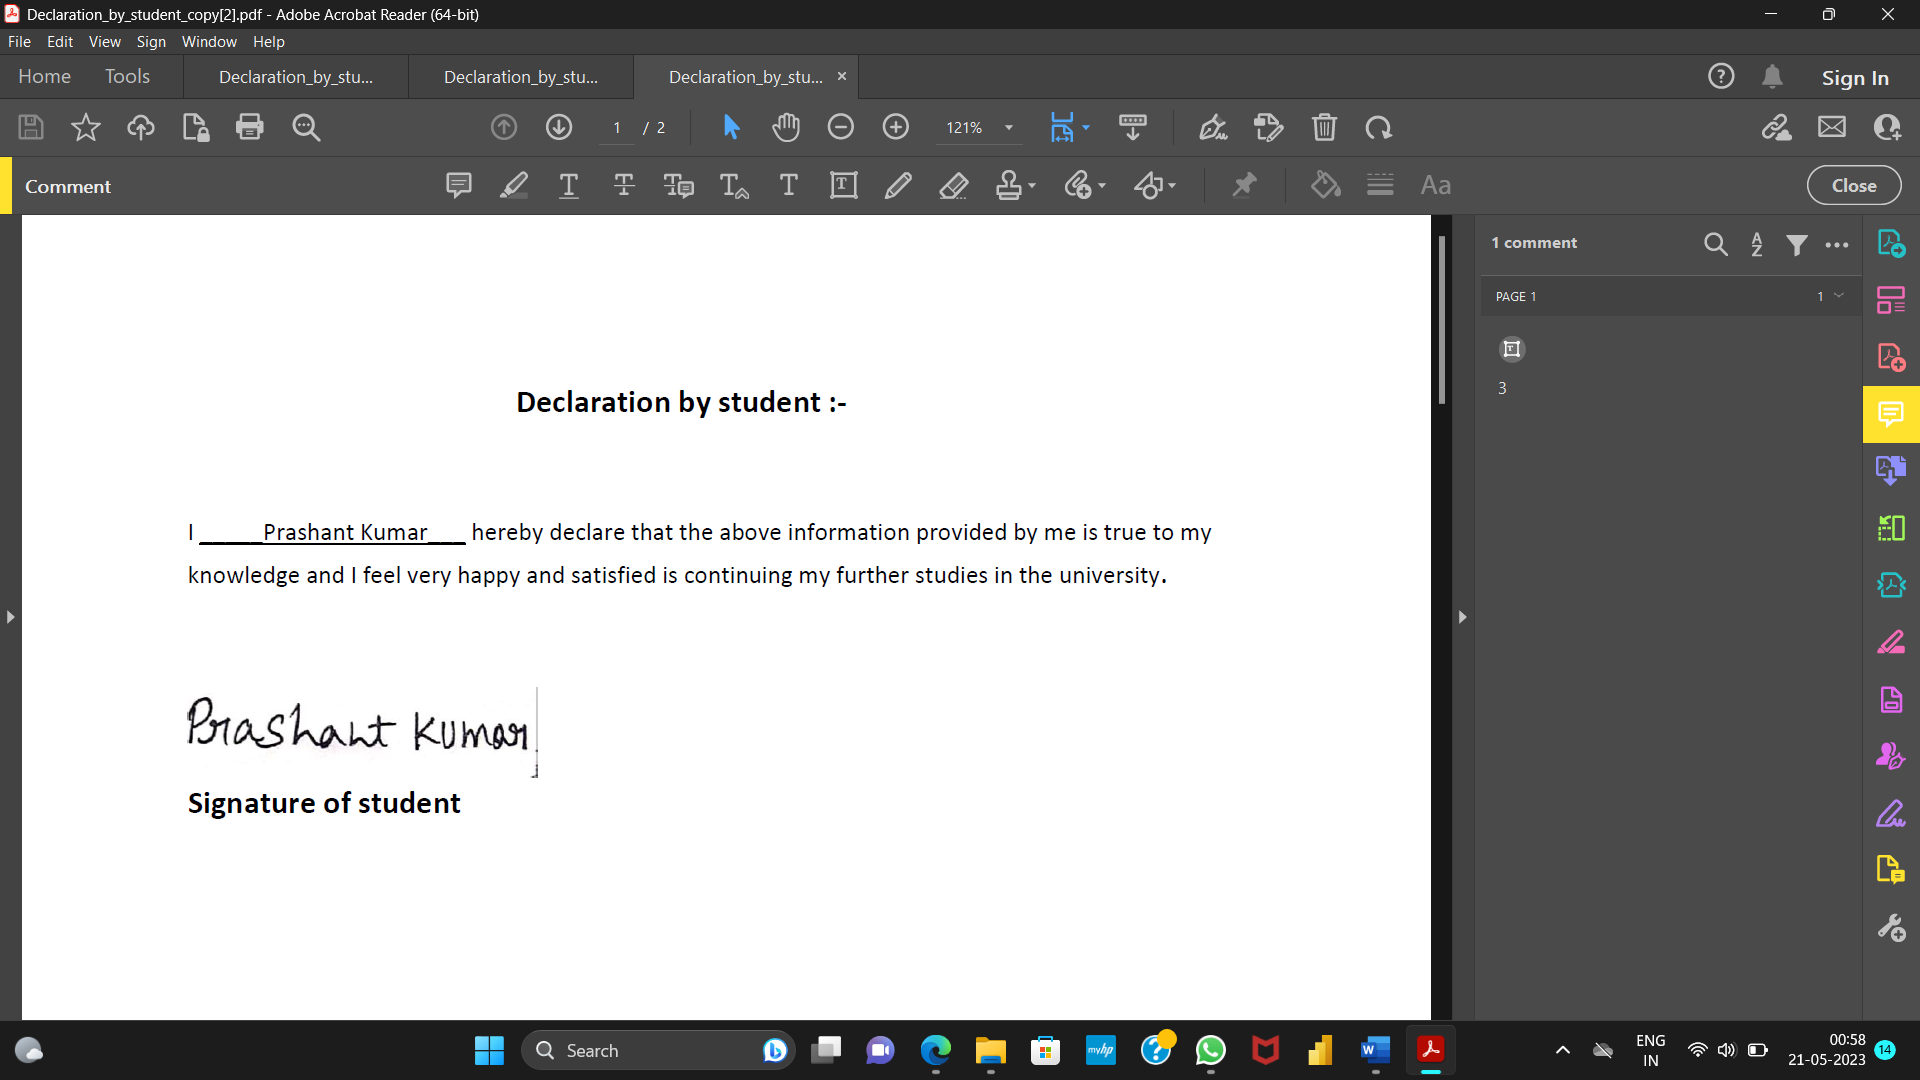 Declaration_by_student_copy[2].pdf - Adobe Acrobat Reader (64-bit)
File Edit View Sign Window Help
Home Tools Declaration_by_stu... Declaration_by_stu... Declaration_by_stu... × Sign In
1 / 2 121%
Comment Close
1 comment
PAGE 1 1
3
Declaration by student :-
I _____Prashant Kumar___ hereby declare that the above information provided by me is true to my
knowledge and I feel very happy and satisfied is continuing my further studies in the university.
Prashant Kumar
Signature of student
Search
ENG
IN
00:58
21-05-2023
14